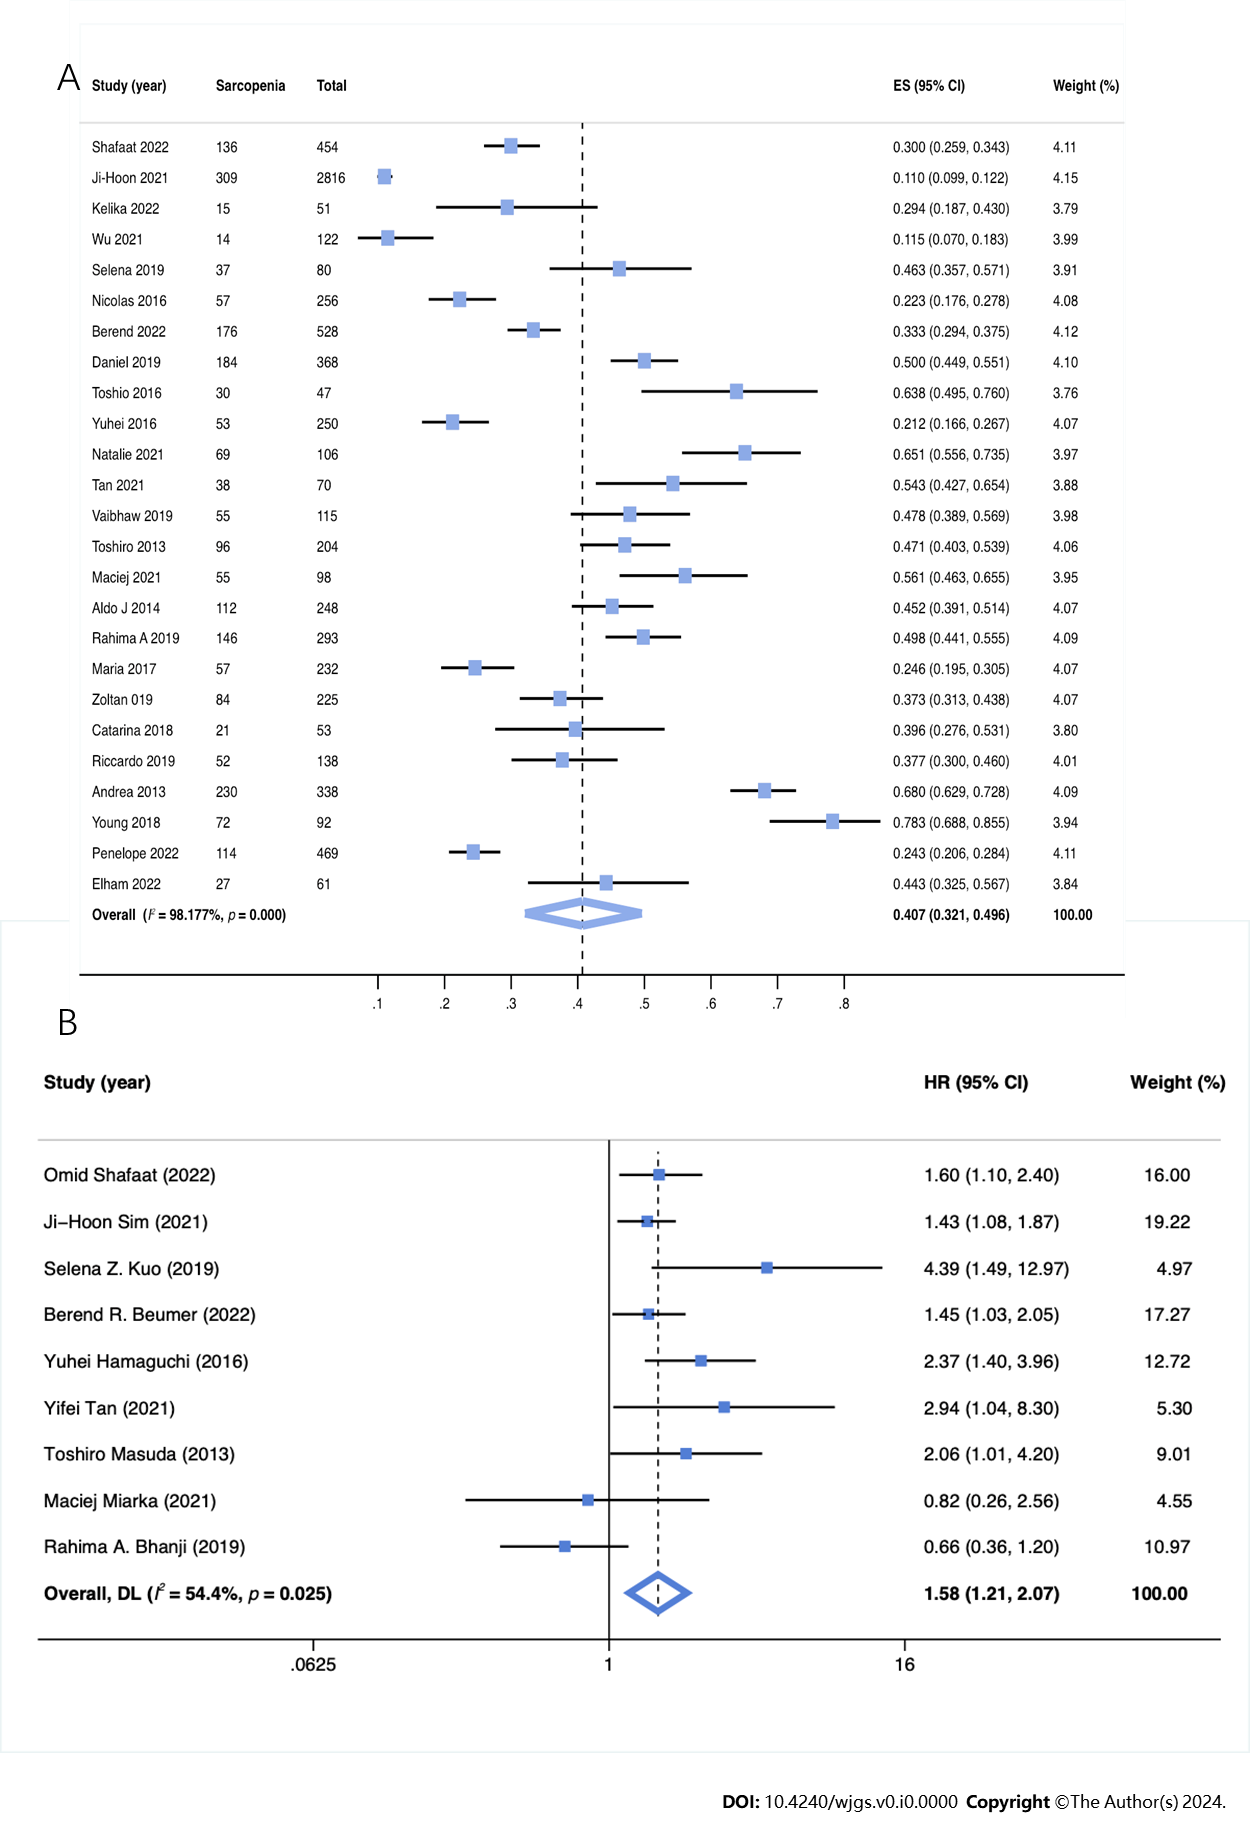 A
Study (year) Sarcopenia Total ES (95% CI) Weight (%)
Shafaat 2022 136 454 0.300 (0.259, 0.343) 4.11
Ji-Hoon 2021 309 2816 0.110 (0.099, 0.122) 4.15
Kelika 2022 15 51 0.294 (0.187, 0.430) 3.79
Wu 2021 14 122 0.115 (0.070, 0.183) 3.99
Selena 2019 37 80 0.463 (0.357, 0.571) 3.91
Nicolas 2016 57 256 0.223 (0.176, 0.278) 4.08
Berend 2022 176 528 0.333 (0.294, 0.375) 4.12
Daniel 2019 184 368 0.500 (0.449, 0.551) 4.10
Toshio 2016 30 47 0.638 (0.495, 0.760) 3.76
Yuhei 2016 53 250 0.212 (0.166, 0.267) 4.07
Natalie 2021 69 106 0.651 (0.556, 0.735) 3.97
Tan 2021 38 70 0.543 (0.427, 0.654) 3.88
Vaibhaw 2019 55 115 0.478 (0.389, 0.569) 3.98
Toshiro 2013 96 204 0.471 (0.403, 0.539) 4.06
Maciej 2021 55 98 0.561 (0.463, 0.655) 3.95
Aldo J 2014 112 248 0.452 (0.391, 0.514) 4.07
Rahima A 2019 146 293 0.498 (0.441, 0.555) 4.09
Maria 2017 57 232 0.246 (0.195, 0.305) 4.07
Zoltan 019 84 225 0.373 (0.313, 0.438) 4.07
Catarina 2018 21 53 0.396 (0.276, 0.531) 3.80
Riccardo 2019 52 138 0.377 (0.300, 0.460) 4.01
Andrea 2013 230 338 0.680 (0.629, 0.728) 4.09
Young 2018 72 92 0.783 (0.688, 0.855) 3.94
Penelope 2022 114 469 0.243 (0.206, 0.284) 4.11
Elham 2022 27 61 0.443 (0.325, 0.567) 3.84
Overall (I² = 98.177%, p = 0.000) 0.407 (0.321, 0.496) 100.00
.1 .2 .3 .4 .5 .6 .7 .8
B
Study (year) HR (95% CI) Weight (%)
Omid Shafaat (2022) 1.60 (1.10, 2.40) 16.00
Ji−Hoon Sim (2021) 1.43 (1.08, 1.87) 19.22
Selena Z. Kuo (2019) 4.39 (1.49, 12.97) 4.97
Berend R. Beumer (2022) 1.45 (1.03, 2.05) 17.27
Yuhei Hamaguchi (2016) 2.37 (1.40, 3.96) 12.72
Yifei Tan (2021) 2.94 (1.04, 8.30) 5.30
Toshiro Masuda (2013) 2.06 (1.01, 4.20) 9.01
Maciej Miarka (2021) 0.82 (0.26, 2.56) 4.55
Rahima A. Bhanji (2019) 0.66 (0.36, 1.20) 10.97
Overall, DL (I² = 54.4%, p = 0.025) 1.58 (1.21, 2.07) 100.00
.0625 1 16
DOI: 10.4240/wjgs.v0.i0.0000 Copyright ©The Author(s) 2024.